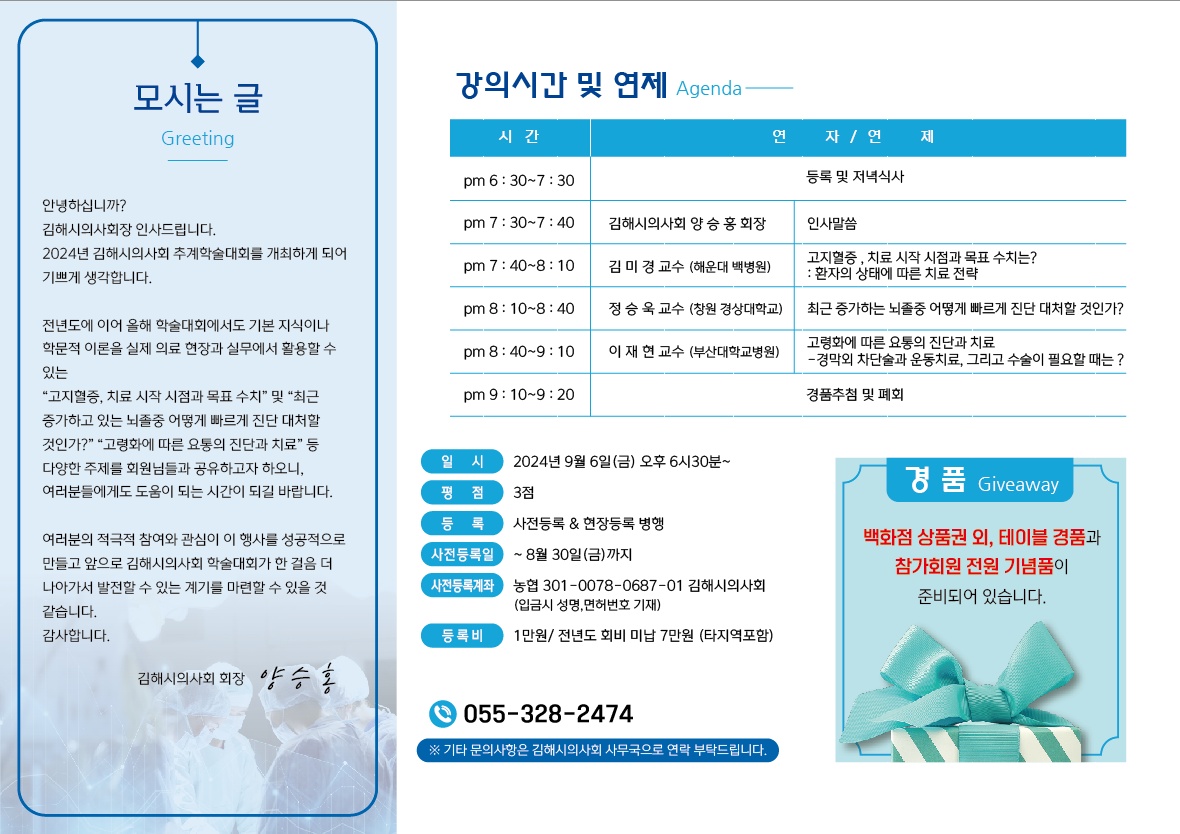 모시는 글
Greeting
안녕하십니까?
김해시의사회장 인사드립니다.
2024년 김해시의사회 추계학술대회를 개최하게 되어
기쁘게 생각합니다.
전년도에 이어 올해 학술대회에서도 기본 지식이나
학문적 이론을 실제 의료 현장과 실무에서 활용할 수
있는
“고지혈증, 치료 시작 시점과 목표 수치” 및 “최근
증가하고 있는 뇌졸중 어떻게 빠르게 진단 대처할
것인가?” “고령화에 따른 요통의 진단과 치료” 등
다양한 주제를 회원님들과 공유하고자 하오니,
여러분들에게도 도움이 되는 시간이 되길 바랍니다.
여러분의 적극적 참여와 관심이 이 행사를 성공적으로
만들고 앞으로 김해시의사회 학술대회가 한 걸음 더
나아가서 발전할 수 있는 계기를 마련할 수 있을 것
같습니다.
감사합니다.
김해시의사회 회장 양승홍
강의시간 및 연제 Agenda
시 간 연 자 / 연 제
pm 6 : 30~7 : 30 등록 및 저녁식사
pm 7 : 30~7 : 40 김해시의사회 양 승 홍 회장 인사말씀
pm 7 : 40~8 : 10 김 미 경 교수 (해운대 백병원) 고지혈증 , 치료 시작 시점과 목표 수치는?
: 환자의 상태에 따른 치료 전략
pm 8 : 10~8 : 40 정 승 욱 교수 (창원 경상대학교) 최근 증가하는 뇌졸중 어떻게 빠르게 진단 대처할 것인가?
pm 8 : 40~9 : 10 이 재 현 교수 (부산대학교병원) 고령화에 따른 요통의 진단과 치료
-경막외 차단술과 운동치료, 그리고 수술이 필요할 때는 ?
pm 9 : 10~9 : 20 경품추첨 및 폐회
일 시 2024년 9월 6일(금) 오후 6시30분~
평 점 3점
등 록 사전등록 & 현장등록 병행
사전등록일 ~ 8월 30일(금)까지
사전등록계좌 농협 301-0078-0687-01 김해시의사회
(입금시 성명,면허번호 기재)
등록비 1만원/ 전년도 회비 미납 7만원 (타지역포함)
055-328-2474
※ 기타 문의사항은 김해시의사회 사무국으로 연락 부탁드립니다.
경 품 Giveaway
백화점 상품권 외, 테이블 경품과
참가회원 전원 기념품이
준비되어 있습니다.